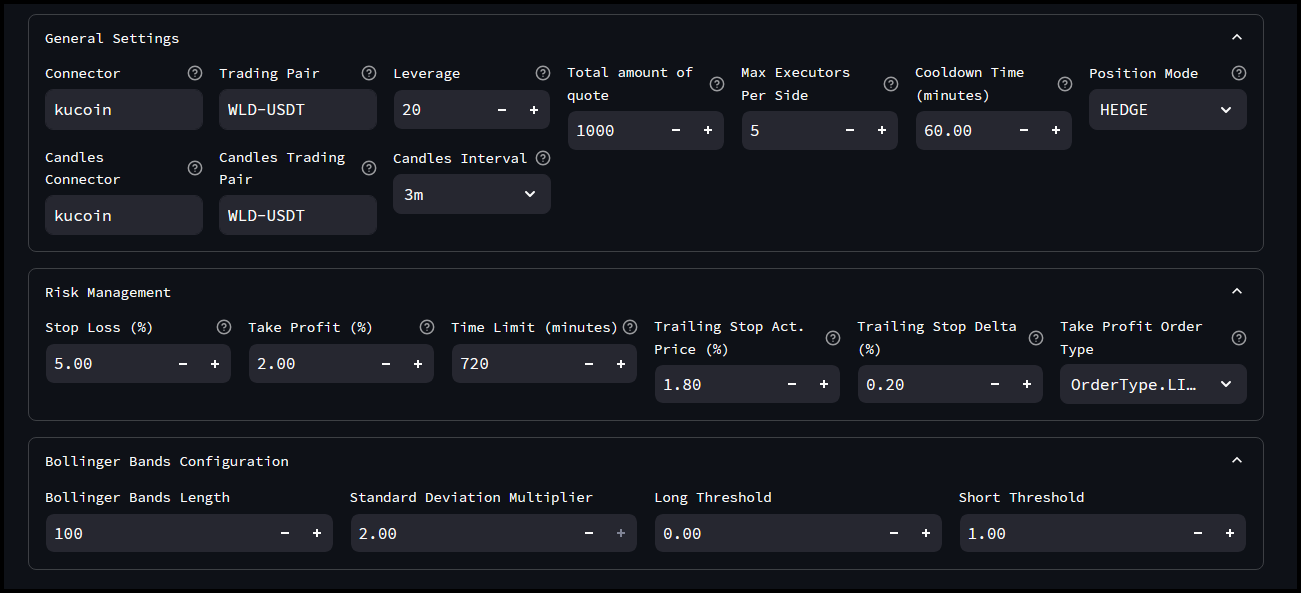 General Settings
Connector
Trading Pair
Leverage
Total amount of
quote
Max Executors
Per Side
Cooldown Time
(minutes)
Position Mode
kucoin
WLD-USDT
20
1000
5
60.00
HEDGE
Candles
Connector
Candles Trading
Pair
Candles Interval
kucoin
WLD-USDT
3m
Risk Management
Stop Loss (%)
Take Profit (%)
Time Limit (minutes)
Trailing Stop Act.
Price (%)
Trailing Stop Delta
(%)
Take Profit Order
Type
5.00
2.00
720
1.80
0.20
OrderType.LI…
Bollinger Bands Configuration
Bollinger Bands Length
Standard Deviation Multiplier
Long Threshold
Short Threshold
100
2.00
0.00
1.00